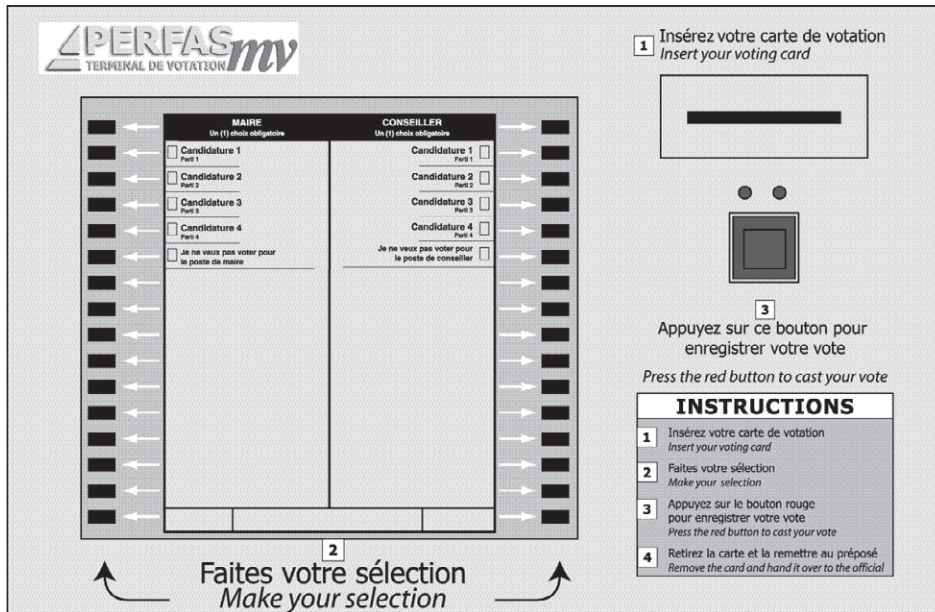 PERFAS mv
TERMINAL DE VOTATION
1 Insérez votre carte de votation
Insert your voting card
MAIRE
Un (1) choix obligatoire
CONSEILLER
Un (1) choix obligatoire
Candidature 1
Parti 1
Candidature 2
Parti 2
Candidature 3
Parti 3
Candidature 4
Parti 4
Je ne veux pas voter pour
le poste de maire
Candidature 1
Parti 1
Candidature 2
Parti 2
Candidature 3
Parti 3
Candidature 4
Parti 4
Je ne veux pas voter pour
le poste de conseiller
2
Faites votre sélection
Make your selection
3
Appuyez sur ce bouton pour
enregistrer votre vote
Press the red button to cast your vote
INSTRUCTIONS
1 Insérez votre carte de votation
Insert your voting card
2 Faites votre sélection
Make your selection
3 Appuyez sur le bouton rouge
pour enregistrer votre vote
Press the red button to cast your vote
4 Retirez la carte et la remettre au préposé
Remove the card and hand it over to the official